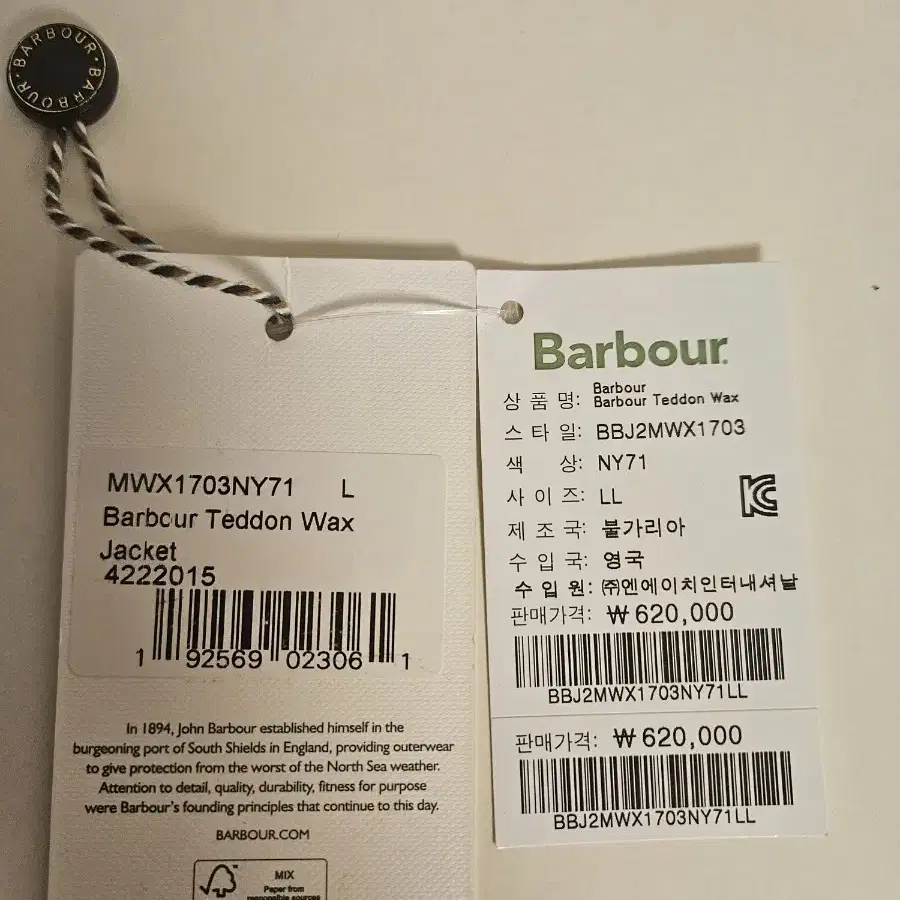 BARBOUR · BARBOUR ·
MWX1703NY71 L
Barbour Teddon Wax
Jacket
4222015
1 92569 02306 1
In 1894, John Barbour established himself in the
burgeoning port of South Shields in England, providing outerwear
to give protection from the worst of the North Sea weather.
Attention to detail, quality, durability, fitness for purpose
were Barbour's founding principles that continue to this day.
BARBOUR.COM
MIX
Paper from
responsible sources
Barbour.
상 품 명: Barbour
Barbour Teddon Wax
스 타 일: BBJ2MWX1703
색 상: NY71
사 이 즈: LL
제 조 국: 불가리아
수 입 국: 영국
수 입 원: ㈜엔에이치인터내셔날
판매가격: ₩ 620,000
BBJ2MWX1703NY71LL
판매가격: ₩ 620,000
BBJ2MWX1703NY71LL